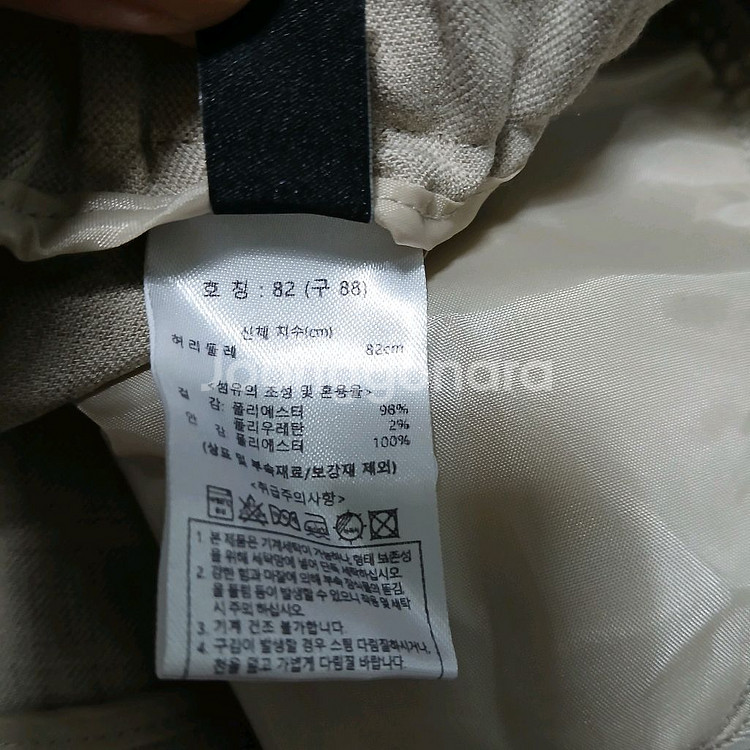 호 칭 : 82 (구 88)
신체 치수(cm)
허리둘레 82cm
<섬유의 조성 및 혼용율>
겉 감: 폴리에스터 98%
폴리우레탄 2%
안 감: 폴리에스터 100%
(상표 및 부속재료/보강재 제외)
<취급주의사항>
1. 본 제품은 기계세탁이 가능하나, 형태 보존성
을 위해 세탁망에 넣어 단독 세탁하십시오.
2. 강한 힘과 마찰에 의해 부속 장식물의 뜯김,
올 풀림 등이 발생할 수 있으니 착용 및 세탁
시 주의 하십시오.
3. 기계 건조 불가합니다.
4. 구김이 발생할 경우 스팀 다림질하시거나,
천을 덮고 가볍게 다림질 바랍니다.